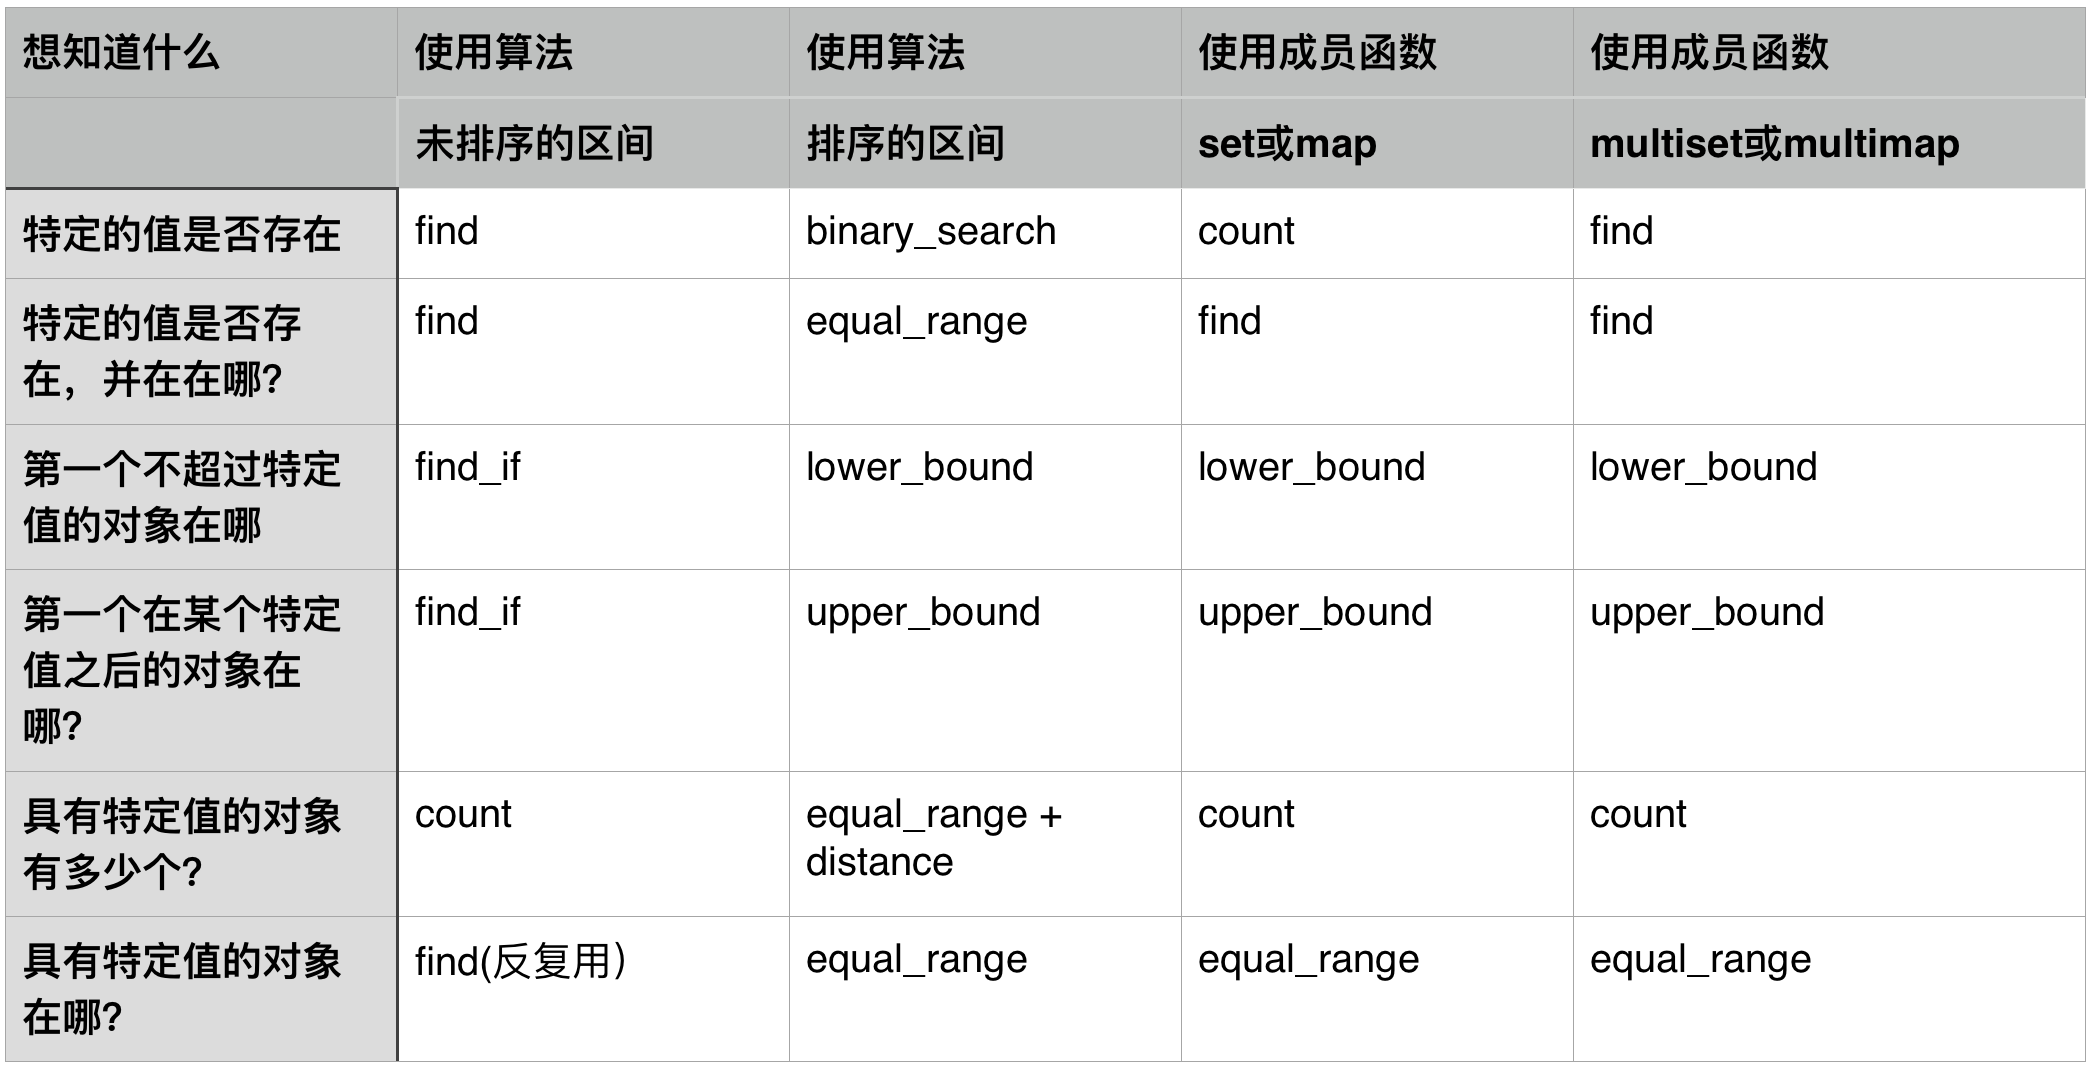 想知道什么 使用算法 使用算法 使用成员函数 使用成员函数
未排序的区间 排序的区间 set或map multiset或multimap
特定的值是否存在 find binary_search count find
特定的值是否存 find equal_range find find
在，并在在哪?
第一个不超过特定 find_if lower_bound lower_bound lower_bound
值的对象在哪
第一个在某个特定 find_if upper_bound upper_bound upper_bound
值之后的对象在
哪?
具有特定值的对象 count equal_range + count count
有多少个? distance
具有特定值的对象 find(反复用） equal_range equal_range equal_range
在哪?